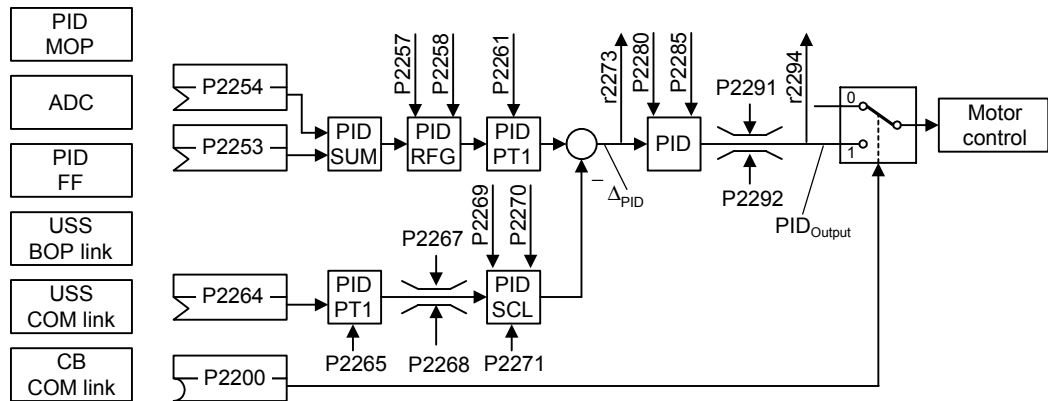 PID
MOP
ADC
PID
FF
USS
BOP link
USS
COM link
CB
COM link
P2254
P2253
P2264
P2200
PID
SUM
P2257
P2258
PID
RFG
P2261
PID
PT1
r2273
− ΔPID
P2280
P2285
PID
P2291
P2292
r2294
PIDOutput
0
1
Motor
control
PID
PT1
P2265
P2267
P2268
P2269
P2270
PID
SCL
P2271